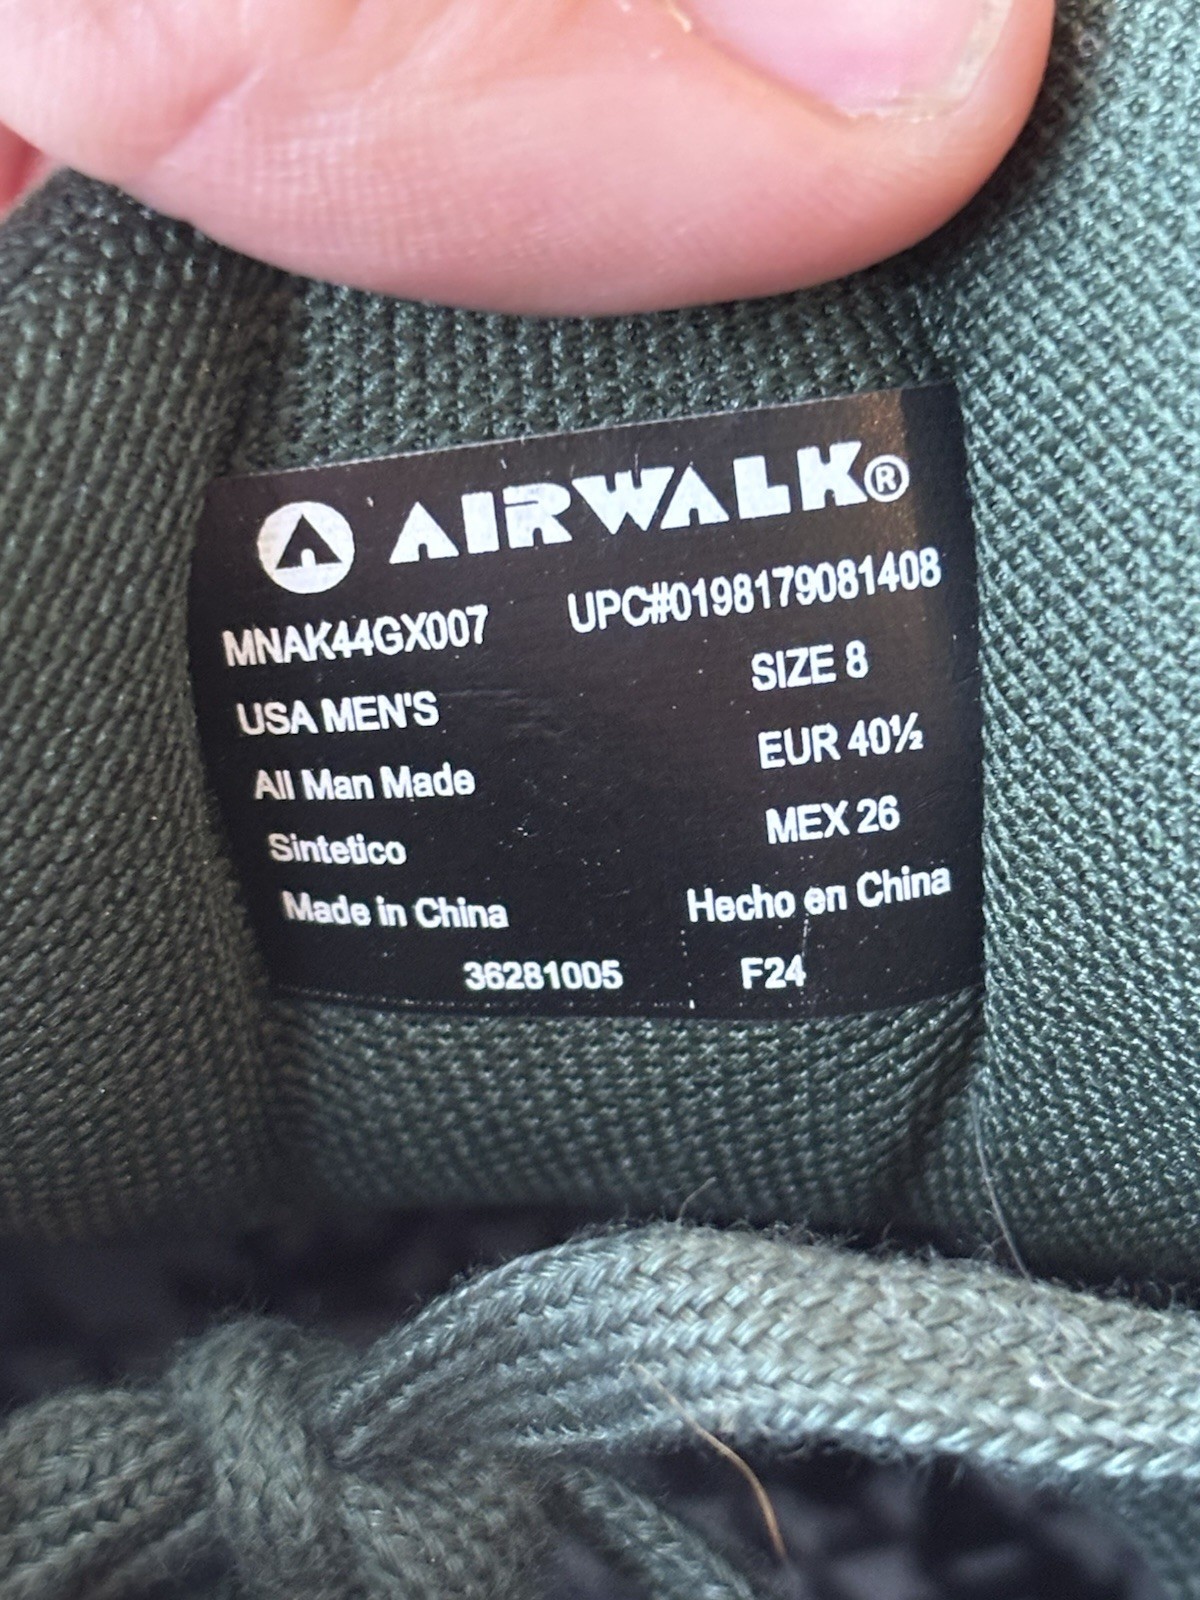 AIRWALK®
MNAK44GX007 UPC#0198179081408
USA MEN'S SIZE 8
All Man Made EUR 40½
Sintetico MEX 26
Made in China Hecho en China
36281005 F24